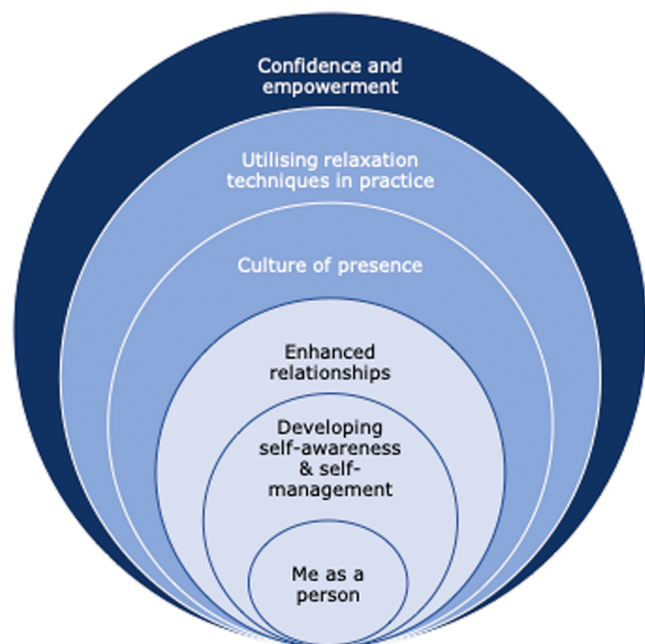 Confidence and
empowerment
Utilising relaxation
techniques in practice
Culture of presence
Enhanced
relationships
Developing
self-awareness
& self-
management
Me as a
person